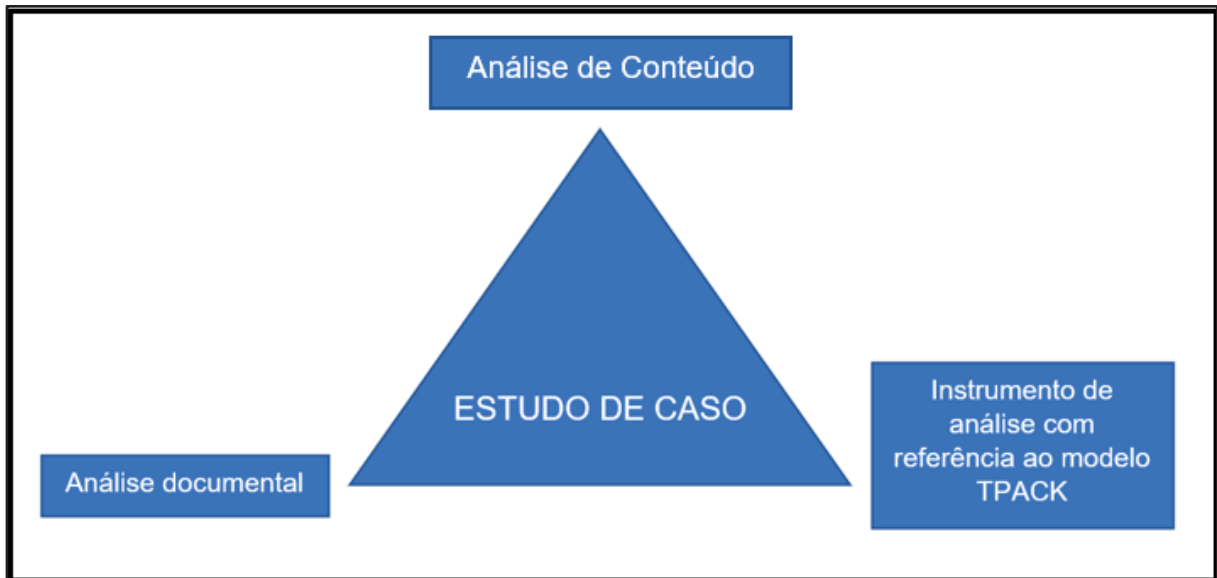 Análise de Conteúdo
ESTUDO DE CASO
Análise documental
Instrumento de
análise com
referência ao modelo
TPACK